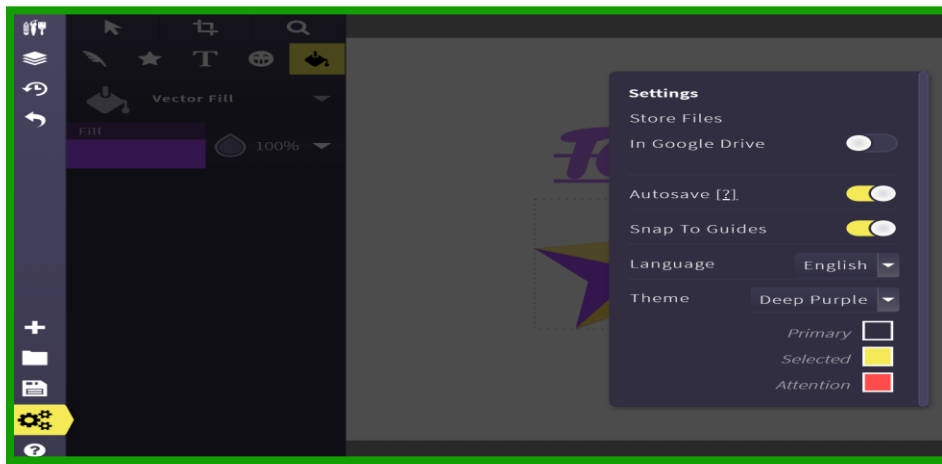 Vector Fill
Fill
100%
Settings
Store Files
In Google Drive
Autosave [?]
Snap To Guides
Language English
Theme Deep Purple
Primary
Selected
Attention